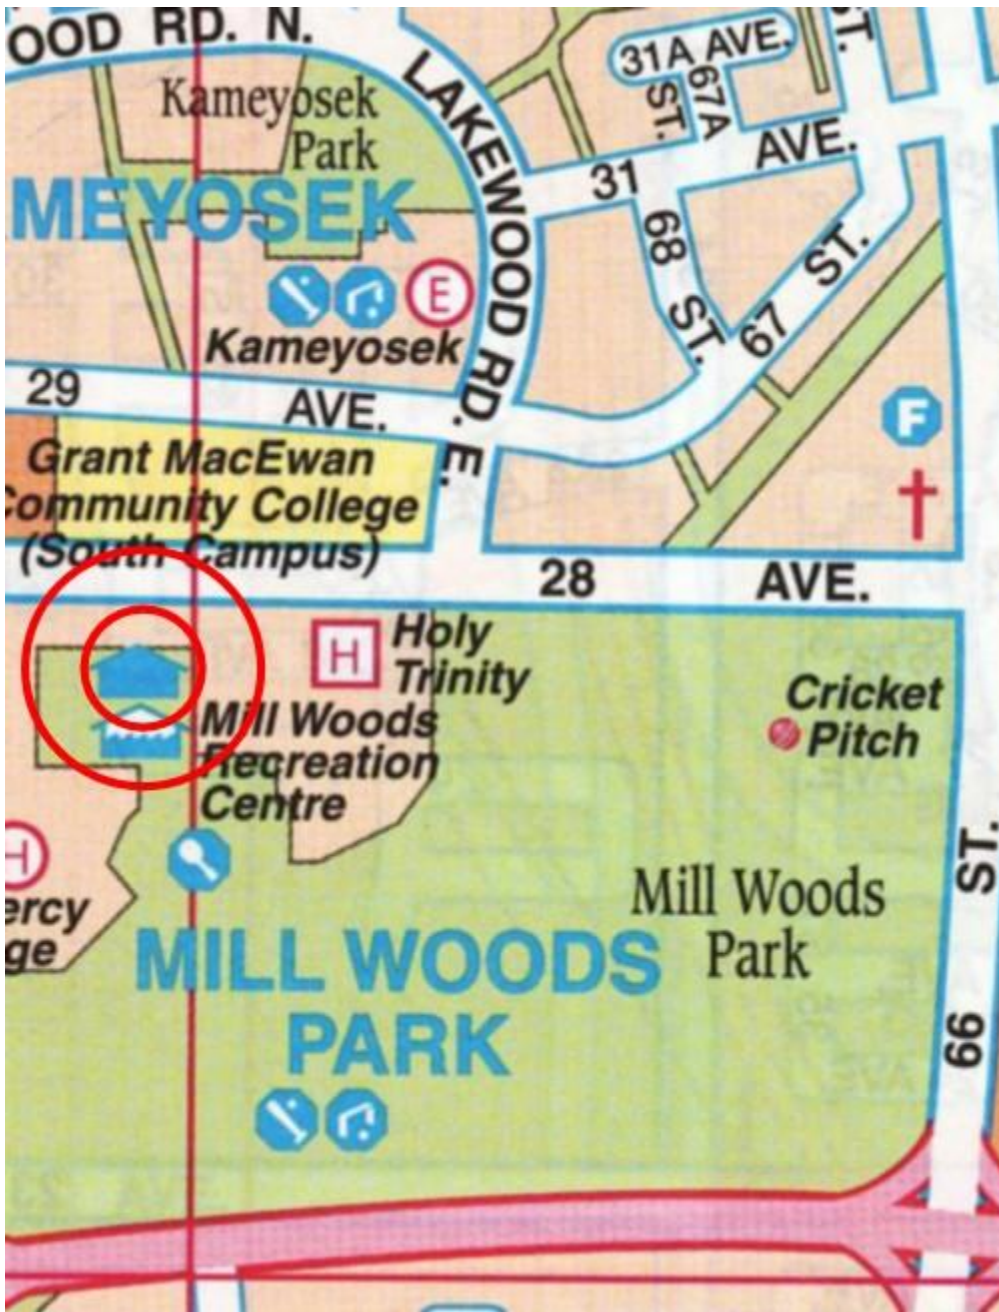 OOD RD. N.
31A AVE.
ST.
Kameyosek
Park
LAKEWOOD RD. E.
67A
ST.
AVE.
31
MEYOSEK
68
ST.
67
ST.
E
Kameyosek
29
AVE.
F
Grant MacEwan
Community College
(South Campus)
28
AVE.
H
Holy
Trinity
Cricket
Pitch
Mill Woods
Recreation
Centre
H
ercy
ge
Mill Woods
Park
ST.
66
MILL WOODS
PARK